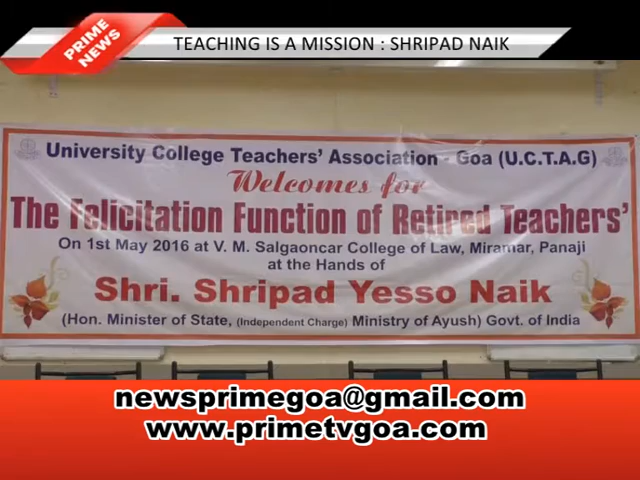 PRIME
NEWS
TEACHING IS A MISSION : SHRIPAD NAIK
University College Teachers' Association - Goa (U.C.T.A.G)
Welcomes for
The Felicitation Function of Retired Teachers'
On 1st May 2016 at V. M. Salgaoncar College of Law, Miramar, Panaji
at the Hands of
Shri. Shripad Yesso Naik
(Hon. Minister of State, (Independent Charge) Ministry of Ayush) Govt. of India
newsprimegoa@gmail.com
www.primetvgoa.com